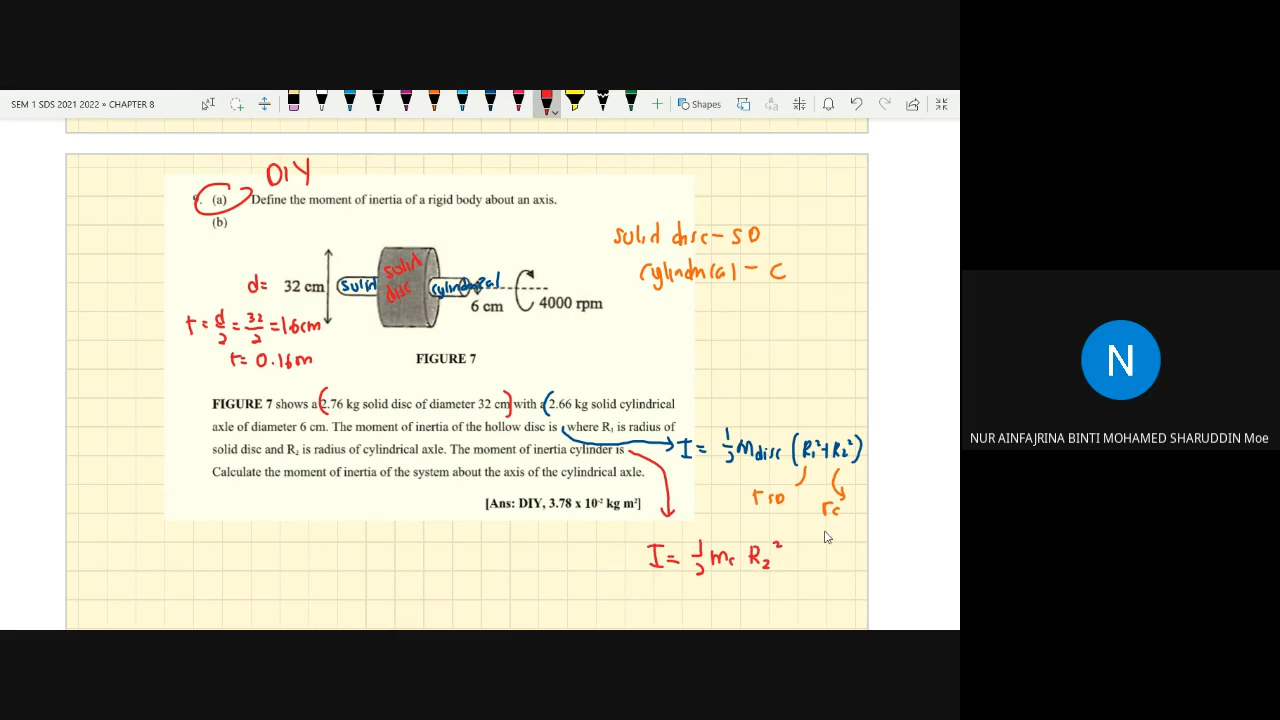 SEM 1 SDS 2021 2022 » CHAPTER 8
Shapes
DIY
9. (a) Define the moment of inertia of a rigid body about an axis.
(b)
solid disc - SD
cylindrical - C
d= 32 cm
solid
solid disc
cylindrical
6 cm
4000 rpm
r = d/2 = 32/2 = 16cm
r = 0.16m
FIGURE 7
FIGURE 7 shows a (2.76 kg solid disc of diameter 32 cm) with a (2.66 kg solid cylindrical
axle of diameter 6 cm. The moment of inertia of the hollow disc is , where R₁ is radius of
solid disc and R₂ is radius of cylindrical axle. The moment of inertia cylinder is
Calculate the moment of inertia of the system about the axis of the cylindrical axle.
[Ans: DIY, 3.78 x 10⁻² kg m²]
I = 1/2 m disc (R₁² + R₂²)
r SD
r c
I = 1/2 mc R₂²
N
NUR AINFAJRINA BINTI MOHAMED SHARUDDIN Moe